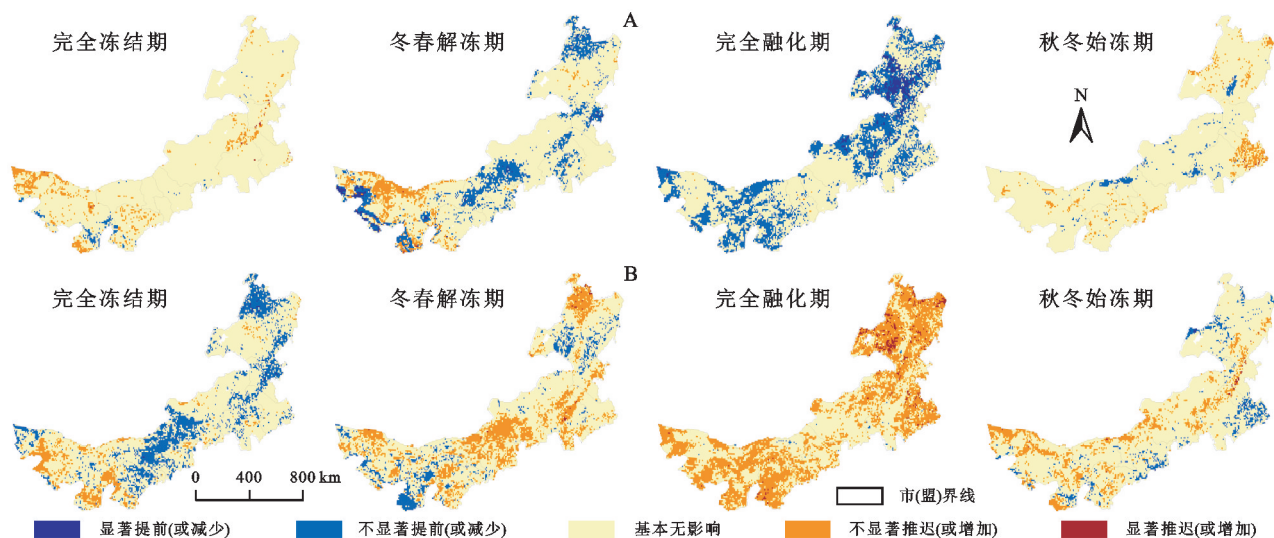 A
完全冻结期 冬春解冻期 完全融化期 秋冬始冻期
N
B
完全冻结期 冬春解冻期 完全融化期 秋冬始冻期
0 400 800 km
市(盟)界线
显著提前(或减少) 不显著提前(或减少) 基本无影响 不显著推迟(或增加) 显著推迟(或增加)